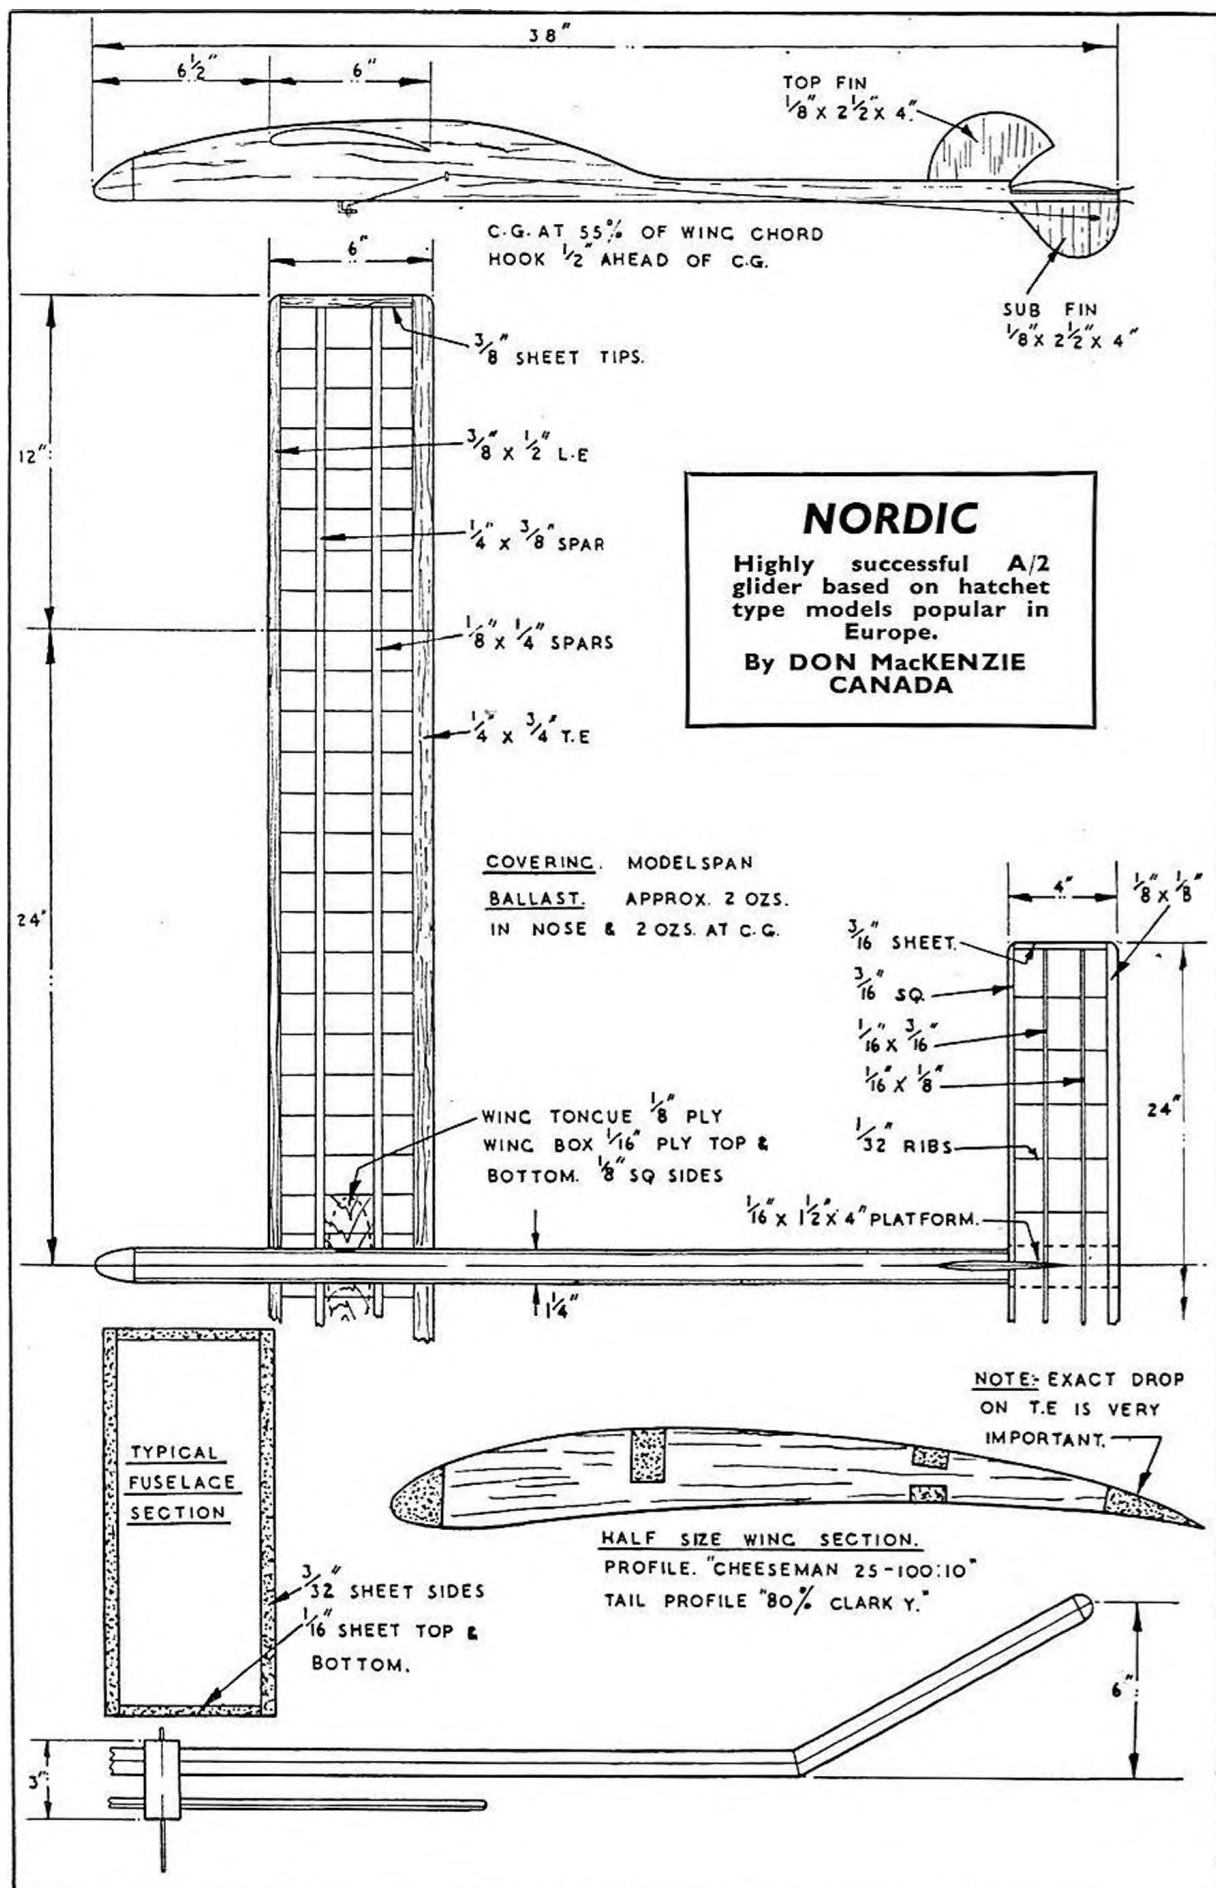 38"
6½"
6"
TOP FIN
⅛" X 2½" X 4".
C.G. AT 55% OF WING CHORD
HOOK ½" AHEAD OF C.G.
6"
SUB FIN
⅛" X 2½" X 4"
3/8" SHEET TIPS.
12"
3/8" X 1/2" L.E
1/4" X 3/8" SPAR
1/8" X 1/4" SPARS
1/4" X 3/4" T.E
NORDIC
Highly successful A/2
glider based on hatchet
type models popular in
Europe.
By DON MacKENZIE
CANADA
COVERING. MODELSPAN
BALLAST. APPROX. 2 OZS.
IN NOSE & 2 OZS. AT C.G.
24"
4"
1/8" X 1/8"
3/16" SHEET.
3/16" SQ.
1/16" X 3/16"
1/16" X 1/8"
1/32" RIBS
24"
WING TONGUE 1/8" PLY
WING BOX 1/16" PLY TOP &
BOTTOM. 1/8" SQ SIDES
1/16" X 1½" X 4" PLATFORM.
1¼"
TYPICAL
FUSELAGE
SECTION
3/32" SHEET SIDES
1/16" SHEET TOP &
BOTTOM.
NOTE:- EXACT DROP
ON T.E IS VERY
IMPORTANT.
HALF SIZE WING SECTION.
PROFILE. "CHEESEMAN 25-100:10"
TAIL PROFILE "80% CLARK Y."
6"
3"